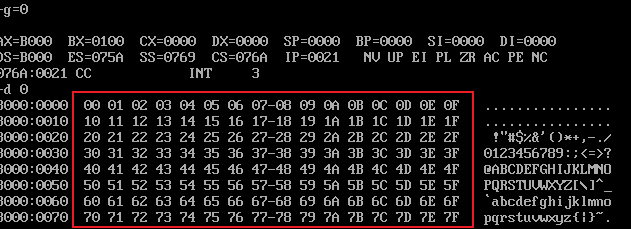 -g=0
AX=B000 BX=0100 CX=0000 DX=0000 SP=0000 BP=0000 SI=0000 DI=0000
DS=B000 ES=075A SS=0769 CS=076A IP=0021 NV UP EI PL ZR AC PE NC
076A:0021 CC INT 3
-d 0
B000:0000 00 01 02 03 04 05 06 07-08 09 0A 0B 0C 0D 0E 0F ................
B000:0010 10 11 12 13 14 15 16 17-18 19 1A 1B 1C 1D 1E 1F ................
B000:0020 20 21 22 23 24 25 26 27-28 29 2A 2B 2C 2D 2E 2F  !"#$%&'()*+,-./
B000:0030 30 31 32 33 34 35 36 37-38 39 3A 3B 3C 3D 3E 3F 0123456789:;<=>?
B000:0040 40 41 42 43 44 45 46 47-48 49 4A 4B 4C 4D 4E 4F @ABCDEFGHIJKLMNO
B000:0050 50 51 52 53 54 55 56 57-58 59 5A 5B 5C 5D 5E 5F PQRSTUVWXYZ[\]^_
B000:0060 60 61 62 63 64 65 66 67-68 69 6A 6B 6C 6D 6E 6F `abcdefghijklmno
B000:0070 70 71 72 73 74 75 76 77-78 79 7A 7B 7C 7D 7E 7F pqrstuvwxyz{|}~.